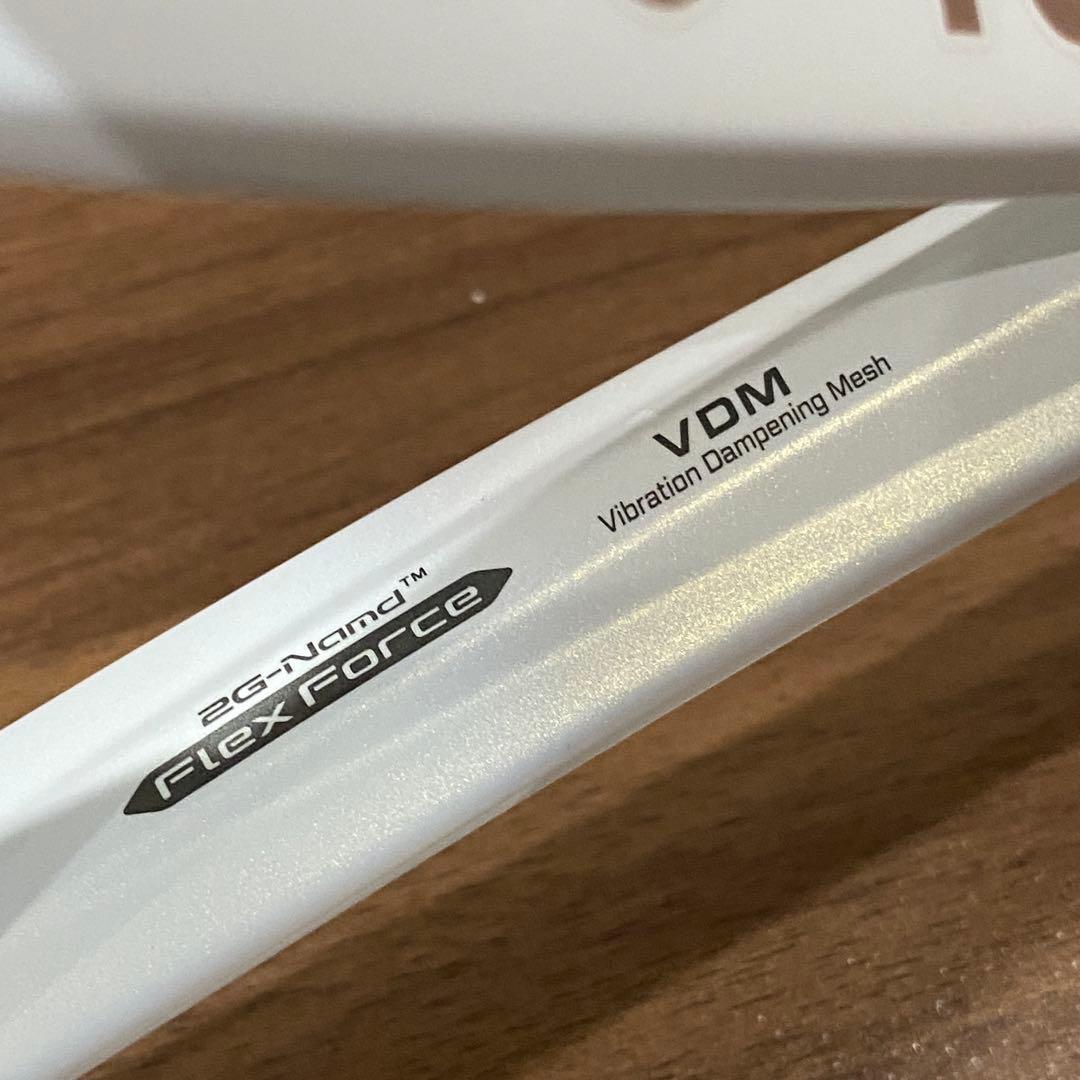 VDM
Vibration Dampening Mesh
2G-Namd™
Flex Force